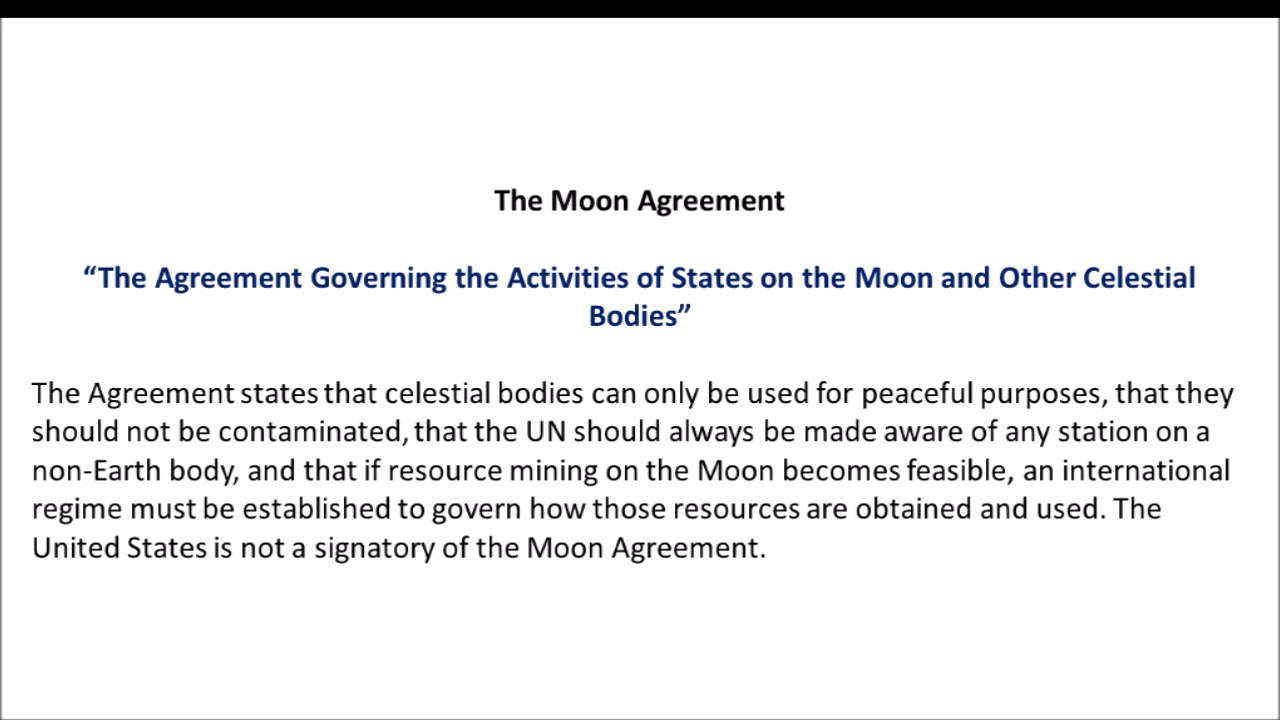 The Moon Agreement
“The Agreement Governing the Activities of States on the Moon and Other Celestial
Bodies”
The Agreement states that celestial bodies can only be used for peaceful purposes, that they
should not be contaminated, that the UN should always be made aware of any station on a
non-Earth body, and that if resource mining on the Moon becomes feasible, an international
regime must be established to govern how those resources are obtained and used. The
United States is not a signatory of the Moon Agreement.